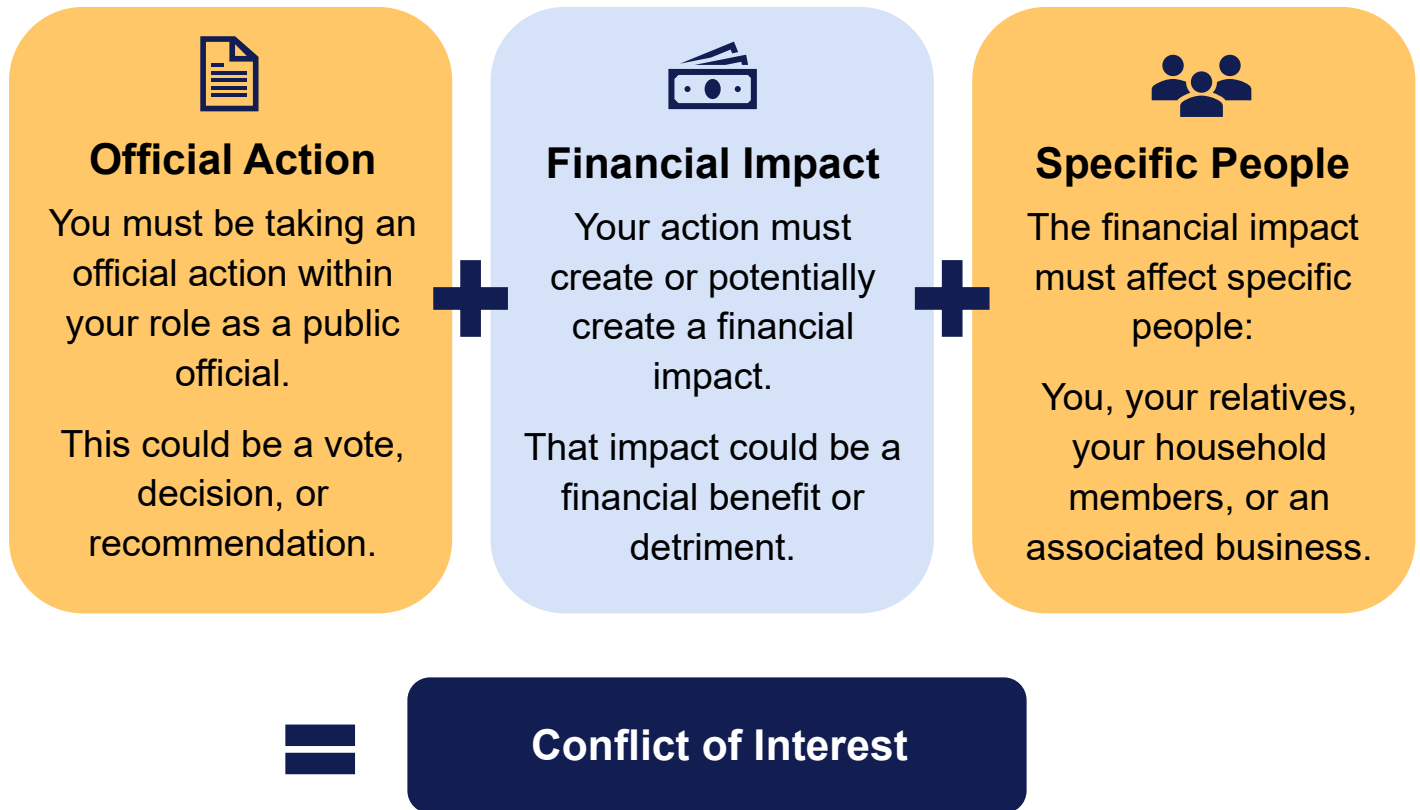 Official Action
You must be taking an
official action within
your role as a public
official.
This could be a vote,
decision, or
recommendation.
Financial Impact
Your action must
create or potentially
create a financial
impact.
That impact could be a
financial benefit or
detriment.
Specific People
The financial impact
must affect specific
people:
You, your relatives,
your household
members, or an
associated business.
Conflict of Interest